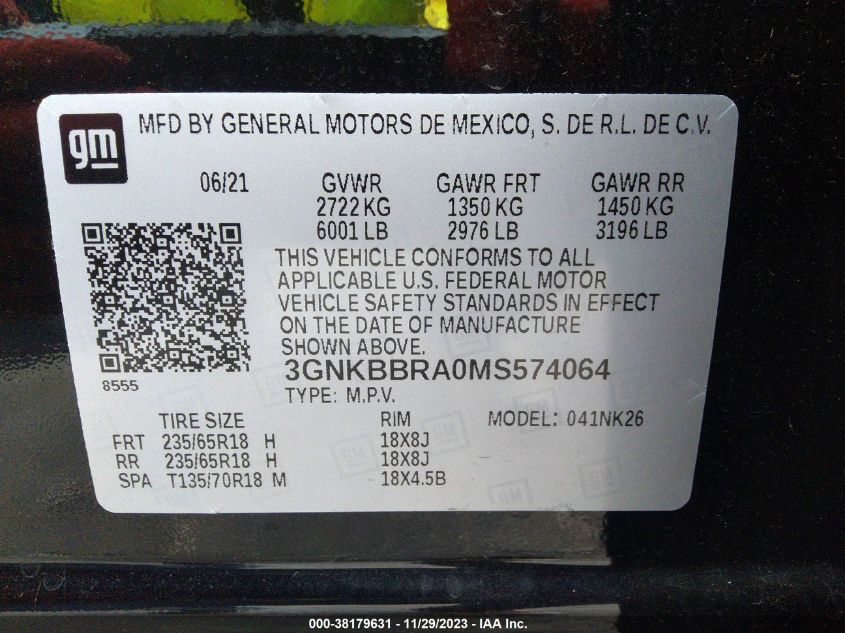 gm
MFD BY GENERAL MOTORS DE MEXICO, S. DE R.L. DE C.V.
06/21 GVWR GAWR FRT GAWR RR
2722 KG 1350 KG 1450 KG
6001 LB 2976 LB 3196 LB
THIS VEHICLE CONFORMS TO ALL
APPLICABLE U.S. FEDERAL MOTOR
VEHICLE SAFETY STANDARDS IN EFFECT
ON THE DATE OF MANUFACTURE
SHOWN ABOVE.
8555
3GNKBBRA0MS574064
TYPE: M.P.V.
TIRE SIZE RIM MODEL: 041NK26
FRT 235/65R18 H 18X8J
RR 235/65R18 H 18X8J
SPA T135/70R18 M 18X4.5B
000-38179631 - 11/29/2023 - IAA Inc.